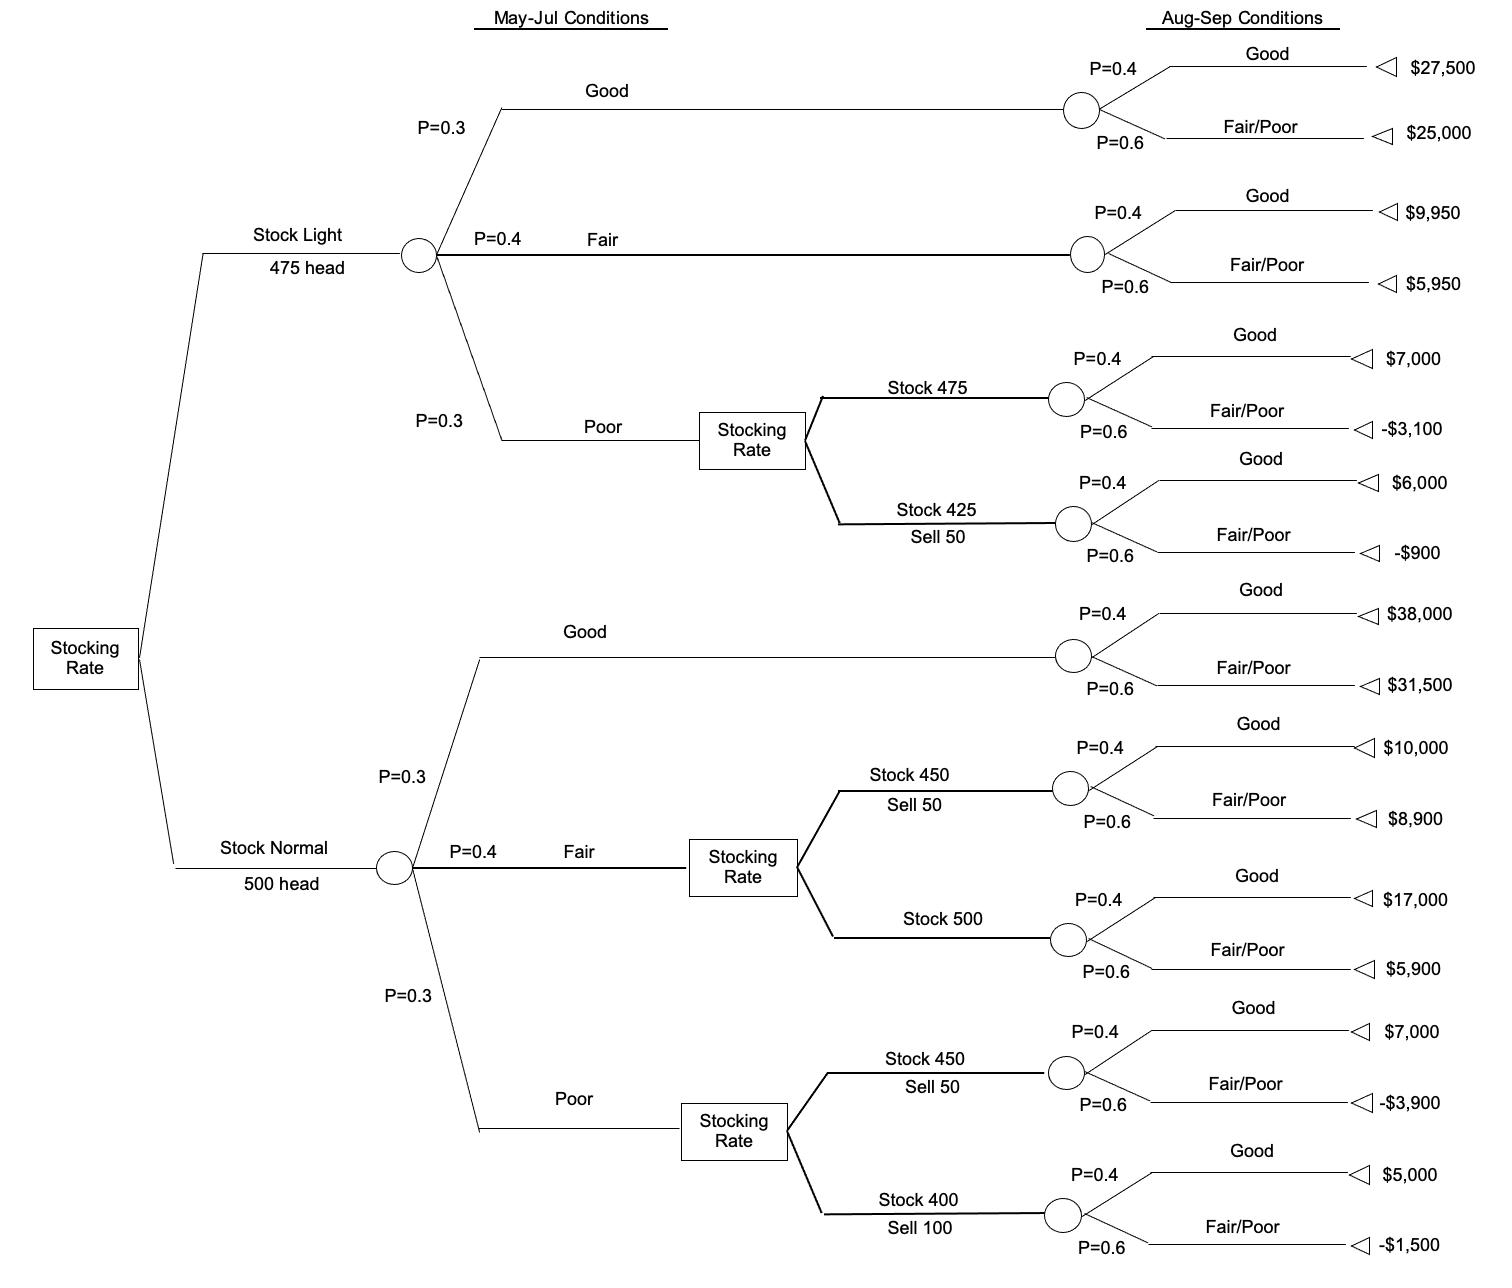 May-Jul Conditions
Aug-Sep Conditions
Good
P=0.4
$27,500
Good
P=0.3
Fair/Poor
$25,000
P=0.6
Good
P=0.4
$9,950
Stock Light
P=0.4
Fair
475 head
Fair/Poor
$5,950
P=0.6
Good
P=0.4
$7,000
Stock 475
P=0.3
Poor
Stocking
Rate
Fair/Poor
-$3,100
P=0.6
Good
P=0.4
$6,000
Stock 425
Sell 50
Fair/Poor
-$900
P=0.6
Stocking
Rate
Good
P=0.4
$38,000
Good
Fair/Poor
$31,500
P=0.6
Good
P=0.4
$10,000
P=0.3
Stock 450
Sell 50
Fair/Poor
$8,900
P=0.6
Stock Normal
500 head
P=0.4
Fair
Stocking
Rate
Good
P=0.4
$17,000
Stock 500
Fair/Poor
$5,900
P=0.6
P=0.3
Good
P=0.4
$7,000
Stock 450
Sell 50
Fair/Poor
-$3,900
P=0.6
Poor
Stocking
Rate
Good
P=0.4
$5,000
Stock 400
Sell 100
Fair/Poor
-$1,500
P=0.6